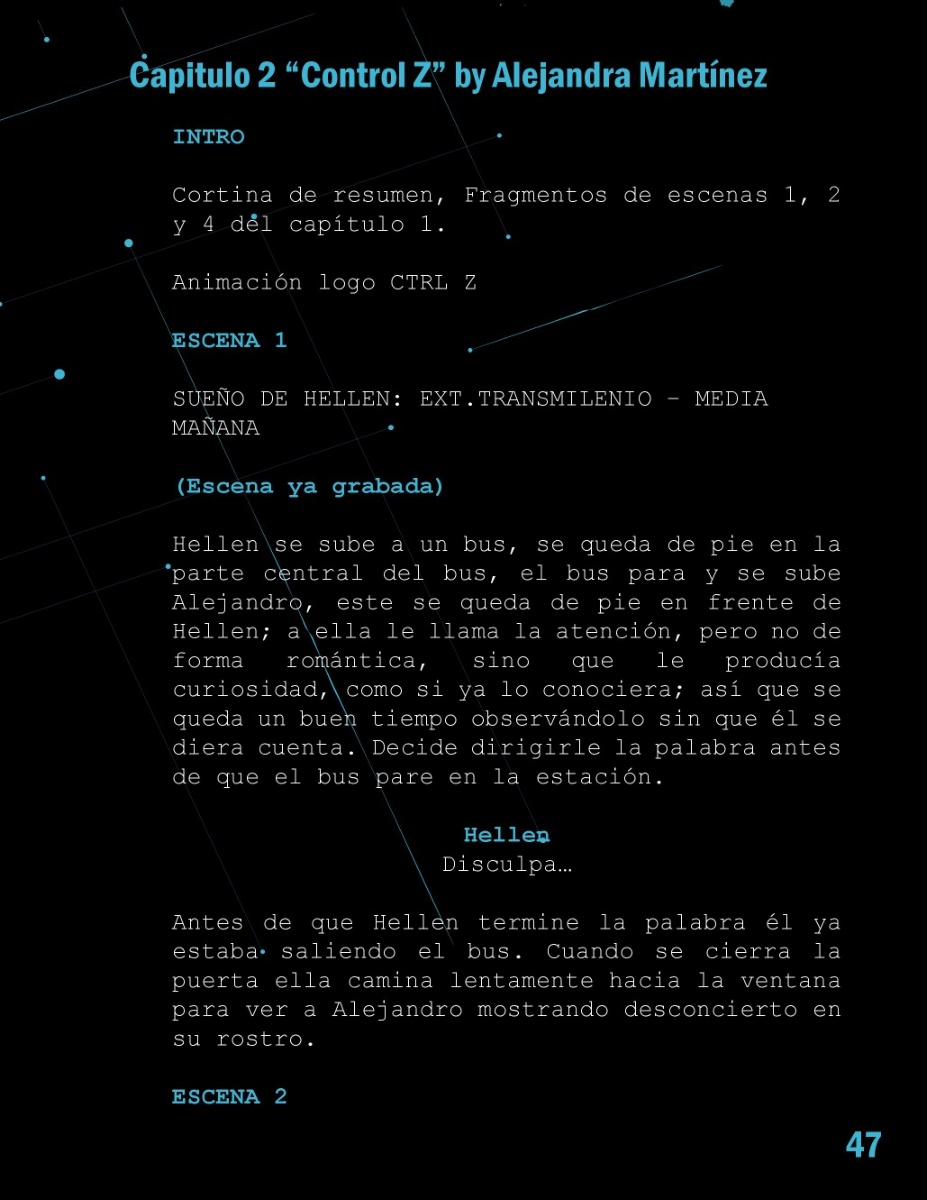 Capitulo 2 “Control Z” by Alejandra Martínez
INTRO
Cortina de resumen, Fragmentos de escenas 1, 2
y 4 del capítulo 1.
Animación logo CTRL Z
ESCENA 1
SUEÑO DE HELLEN: EXT.TRANSMILENIO – MEDIA
MAÑANA
(Escena ya grabada)
Hellen se sube a un bus, se queda de pie en la
parte central del bus, el bus para y se sube
Alejandro, este se queda de pie en frente de
Hellen; a ella le llama la atención, pero no de
forma romántica, sino que le producía
curiosidad, como si ya lo conociera; así que se
queda un buen tiempo observándolo sin que él se
diera cuenta. Decide dirigirle la palabra antes
de que el bus pare en la estación.
Hellen
Disculpa…
Antes de que Hellen termine la palabra él ya
estaba saliendo el bus. Cuando se cierra la
puerta ella camina lentamente hacia la ventana
para ver a Alejandro mostrando desconcierto en
su rostro.
ESCENA 2
47